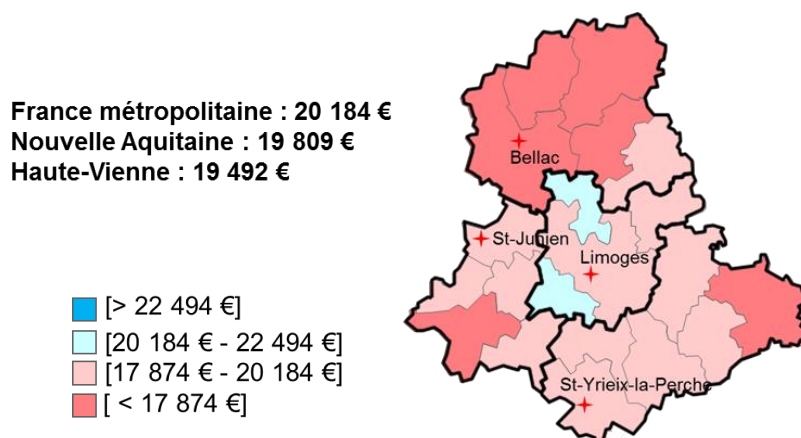 France métropolitaine : 20 184 €
Nouvelle Aquitaine : 19 809 €
Haute-Vienne : 19 492 €
Bellac
St-Junien
Limoges
[> 22 494 €]
[20 184 € - 22 494 €]
[17 874 € - 20 184 €]
[ < 17 874 €]
St-Yrieix-la-Perche